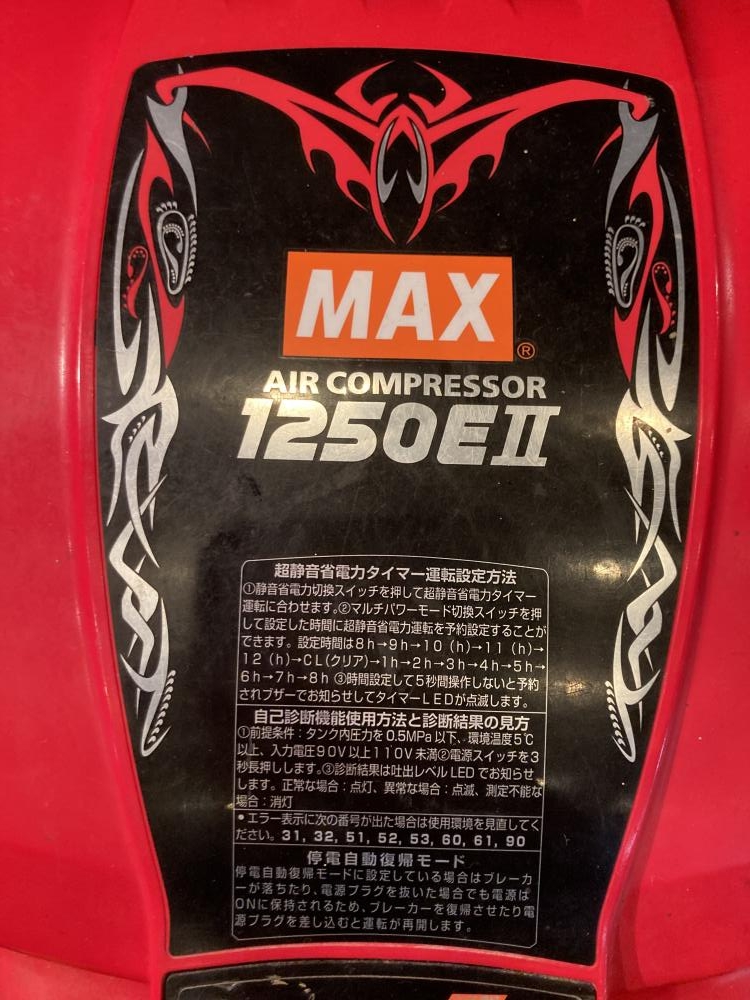 MAX
®
AIR COMPRESSOR
1250EII
超静音省電力タイマー運転設定方法
①静音省電力切換スイッチを押して超静音省電力タイマー
運転に合わせます。②マルチパワーモード切換スイッチを押
して設定した時間に超静音省電力運転を予約設定することが
できます。設定時間は8h→9h→10(h)→11(h)→
12(h)→CL(クリア)→1h→2h→3h→4h→5h→
6h→7h→8h ③時間設定して5秒間操作しないと予約
されブザーでお知らせしてタイマーLEDが点滅します。
自己診断機能使用方法と診断結果の見方
①前提条件：タンク内圧力を0.5MPa以下、環境温度5℃
以上、入力電圧90V以上110V未満②電源スイッチを3
秒長押しします。③診断結果は吐出レベルLEDでお知らせ
します。正常な場合：点灯、異常な場合：点滅、測定不能な
場合：消灯
•エラー表示に次の番号が出た場合は使用環境を見直してく
ださい。31, 32, 51, 52, 53, 60, 61, 90
停電自動復帰モード
停電自動復帰モードに設定している場合はブレーカ
ーが落ちたり、電源プラグを抜いた場合でも電源は
ONに保持されるため、ブレーカーを復帰させたり電
源プラグを差し込むと運転が再開します。